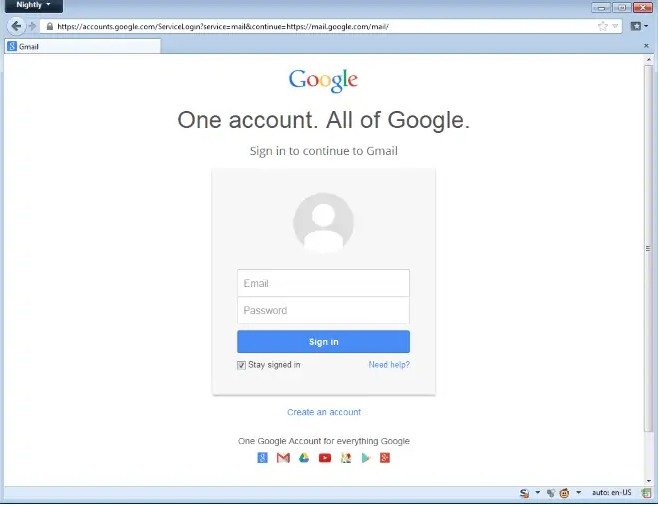 Nightly
https://accounts.google.com/ServiceLogin?service=mail&continue=https://mail.google.com/mail/
Gmail
Google
One account. All of Google.
Sign in to continue to Gmail
Email
Password
Sign in
Stay signed in Need help?
Create an account
One Google Account for everything Google
auto: en-US